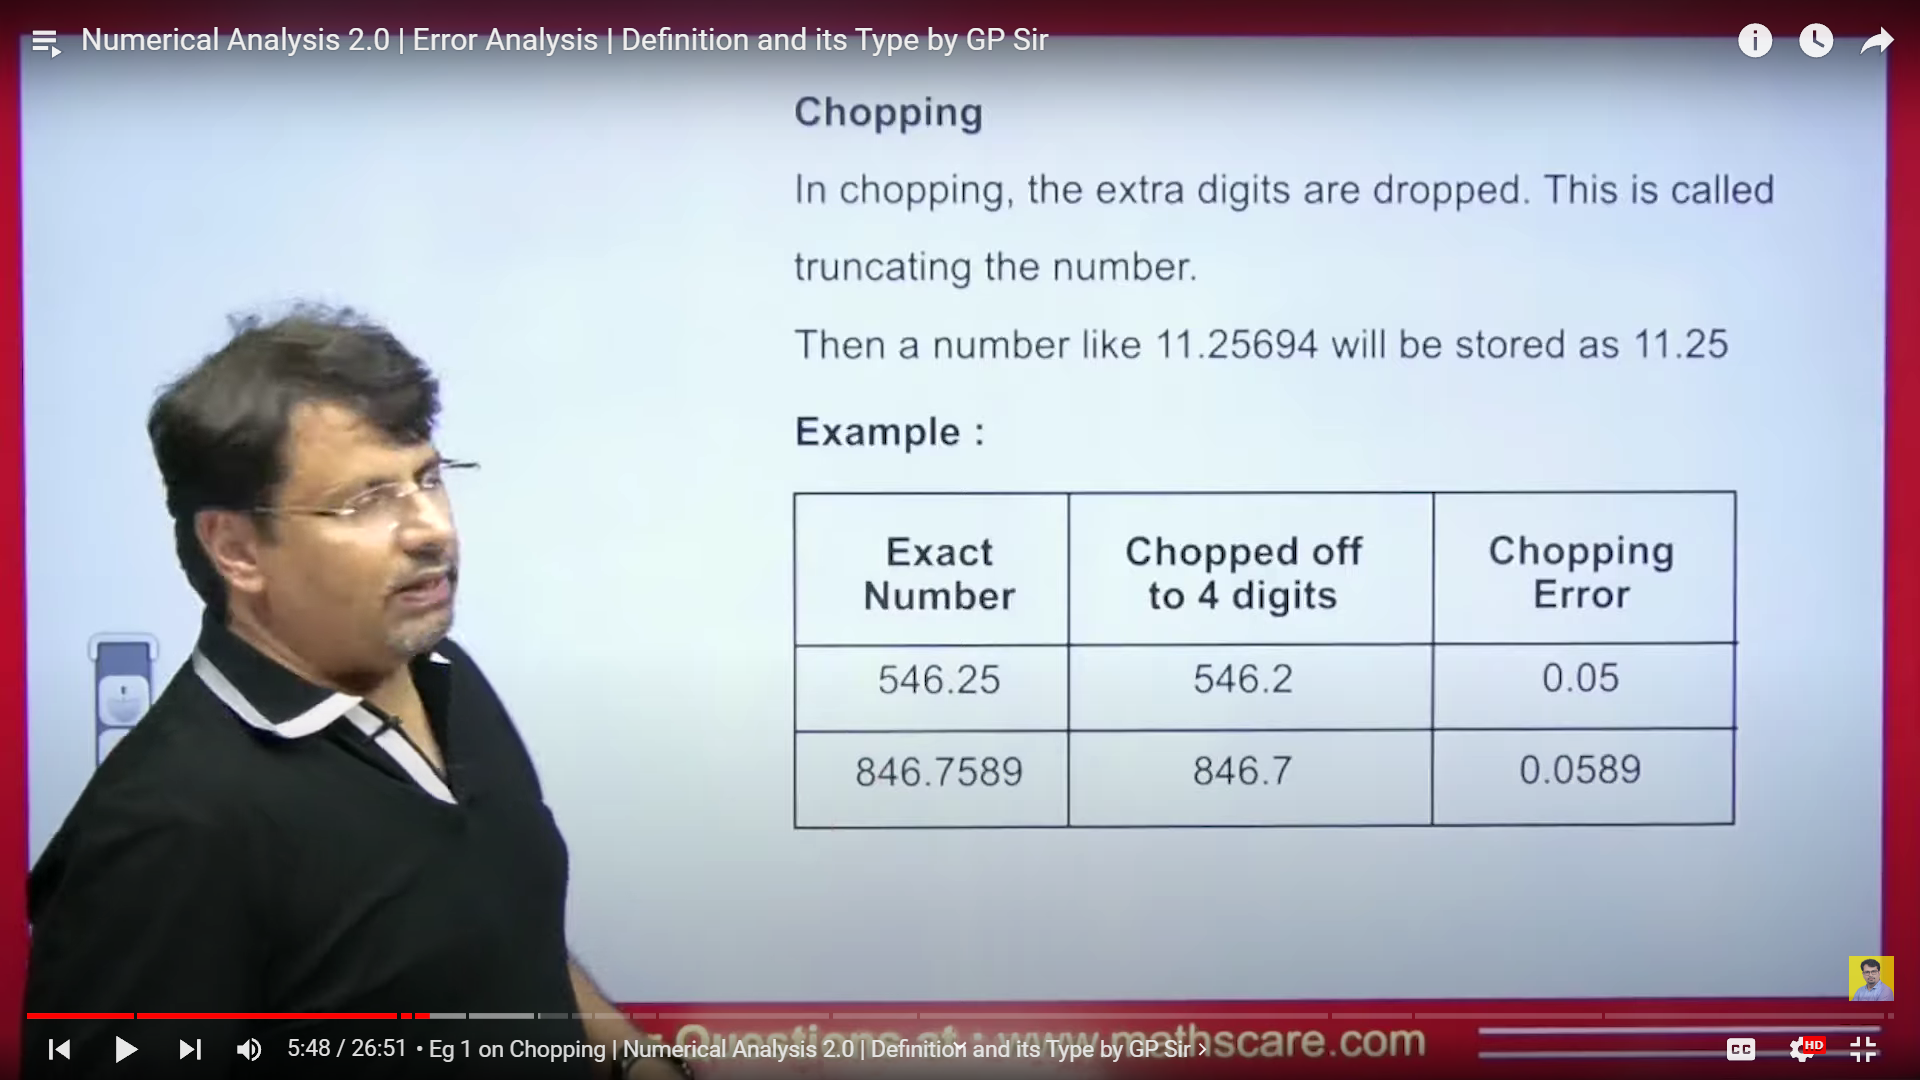 Numerical Analysis 2.0 | Error Analysis | Definition and its Type by GP Sir
Chopping
In chopping, the extra digits are dropped. This is called
truncating the number.
Then a number like 11.25694 will be stored as 11.25
Example :
Exact Number
Chopped off to 4 digits
Chopping Error
546.25
546.2
0.05
846.7589
846.7
0.0589
Questions at : www.mathscare.com
5:48 / 26:51 • Eg 1 on Chopping | Numerical Analysis 2.0 | Definition and its Type by GP Sir
CC
HD